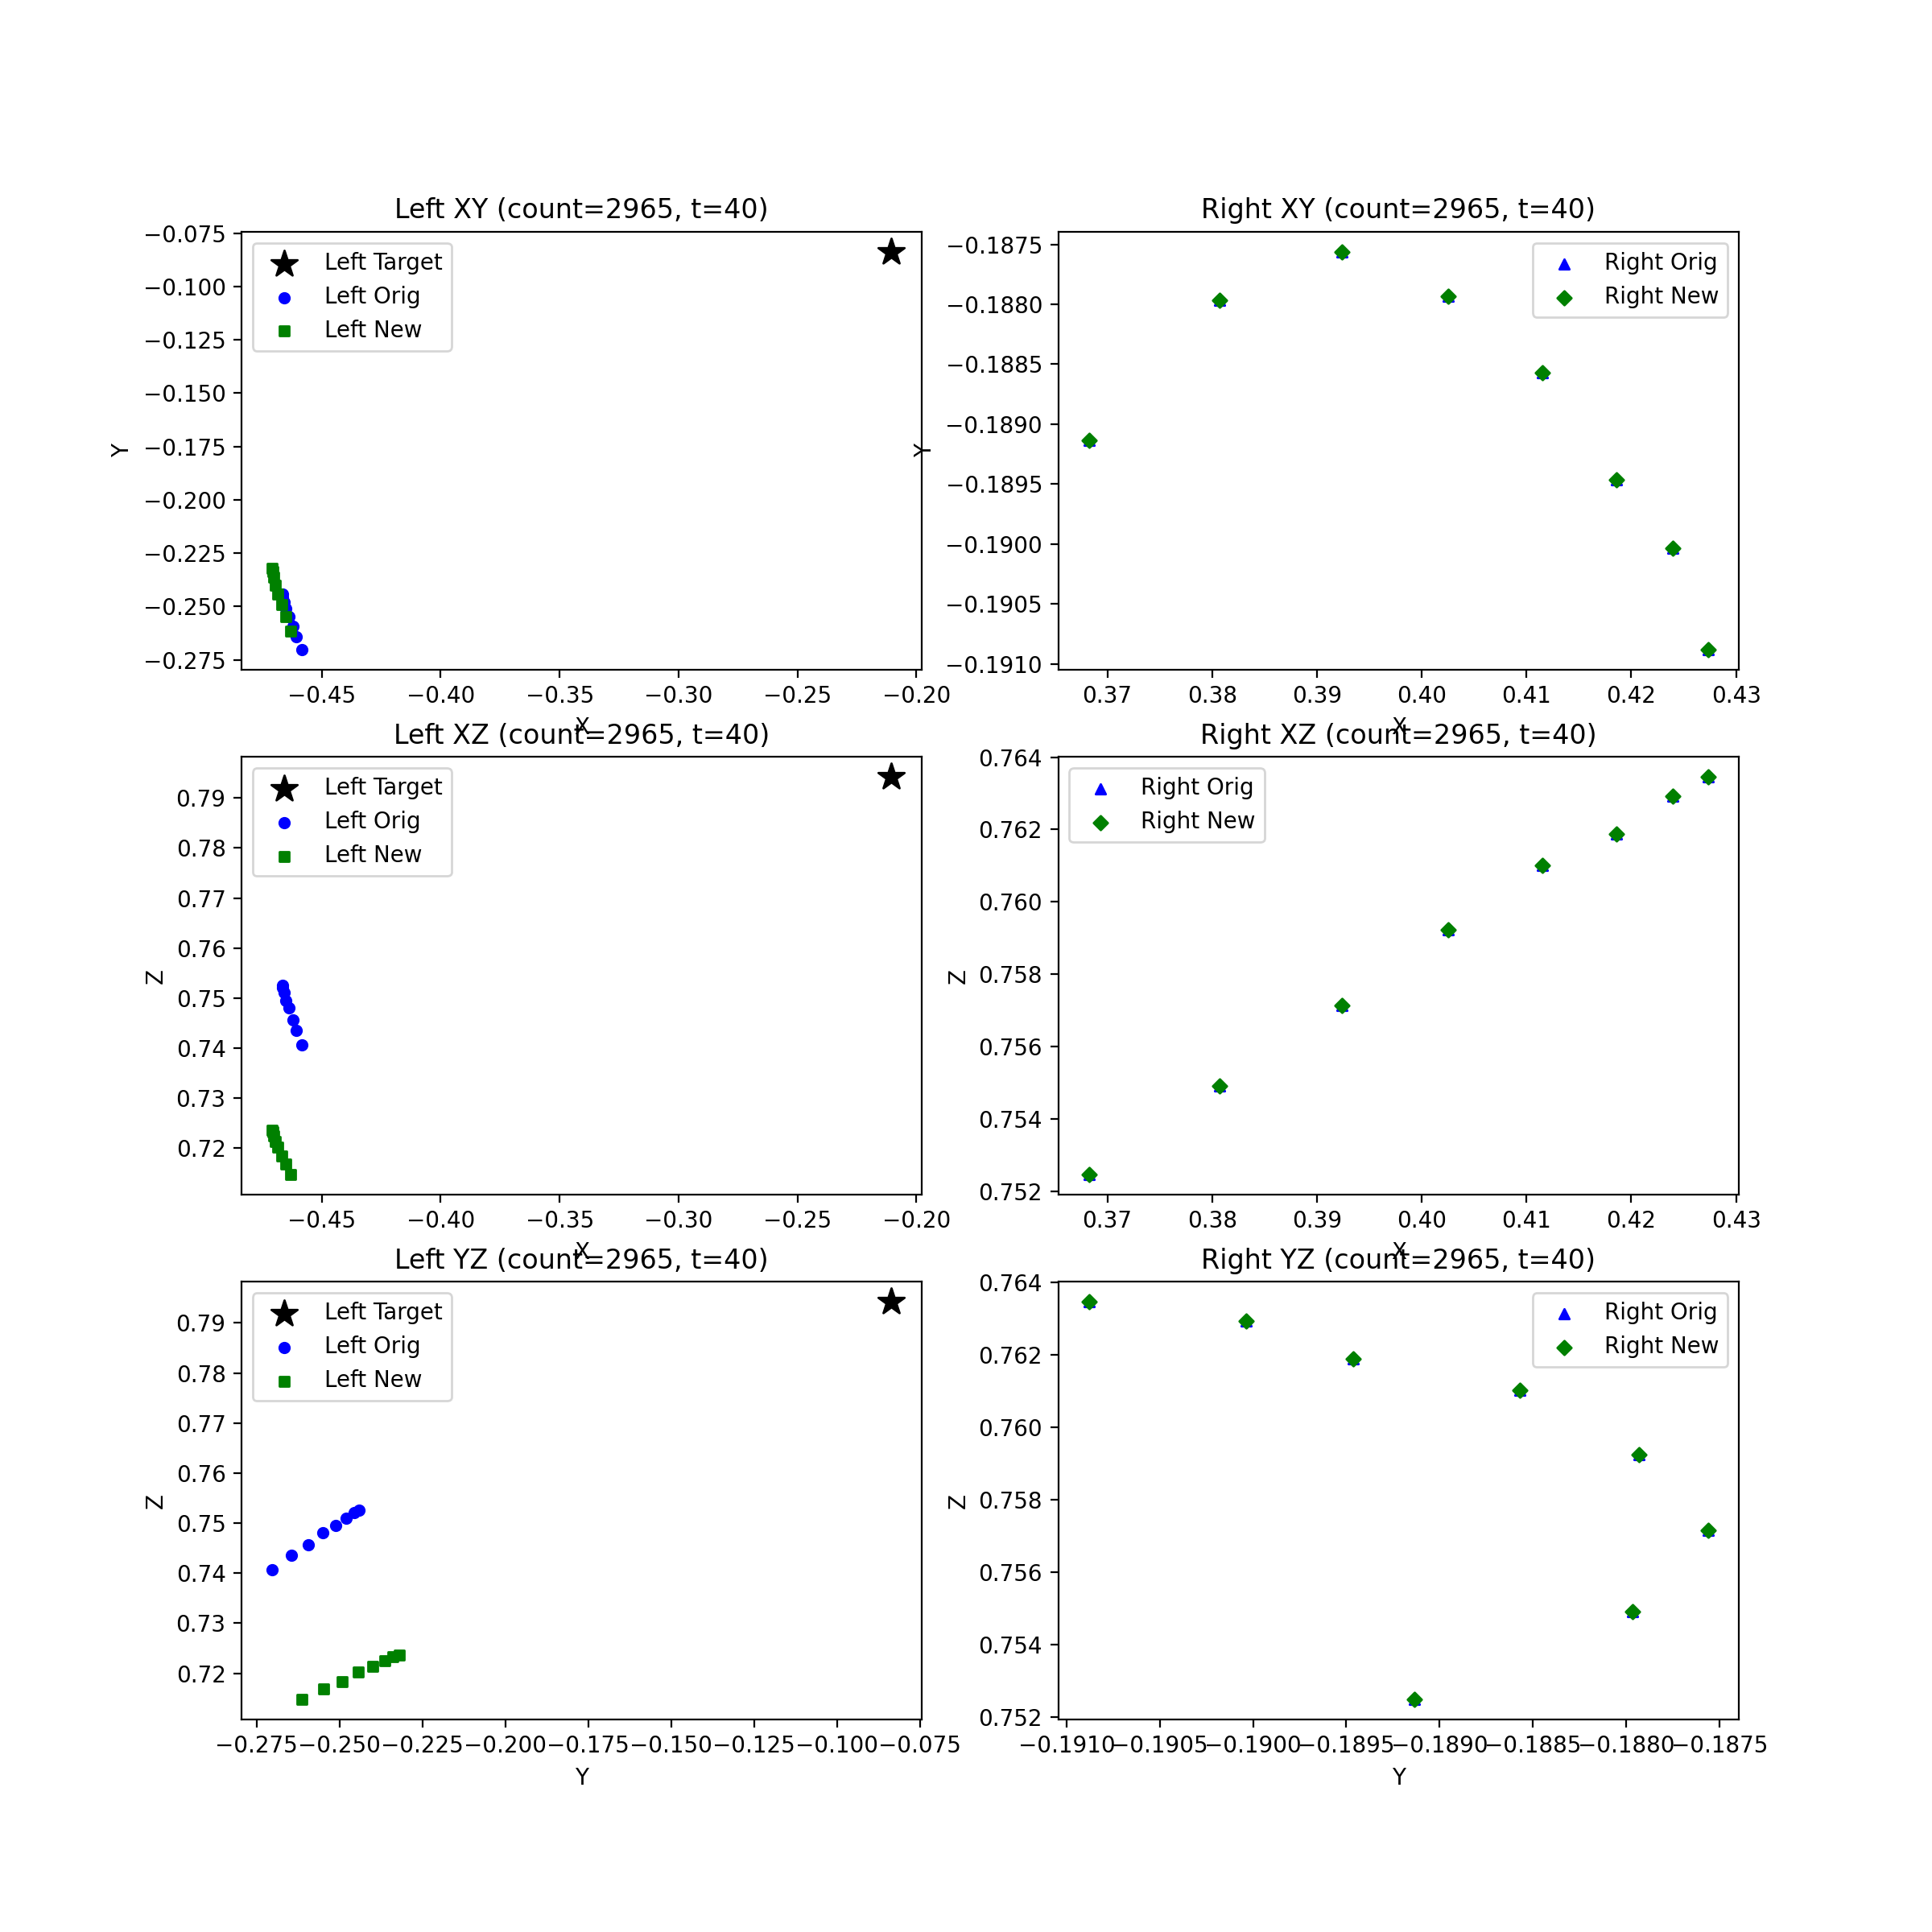 Left XY (count=2965, t=40)
Left Target
Left Orig
Left New
−0.075
−0.100
−0.125
−0.150
−0.175
−0.200
−0.225
−0.250
−0.275
Y
−0.45 −0.40 −0.35 −0.30 −0.25 −0.20
X
Right XY (count=2965, t=40)
Right Orig
Right New
−0.1875
−0.1880
−0.1885
−0.1890
−0.1895
−0.1900
−0.1905
−0.1910
Y
0.37 0.38 0.39 0.40 0.41 0.42 0.43
X
Left XZ (count=2965, t=40)
Left Target
Left Orig
Left New
0.79
0.78
0.77
0.76
0.75
0.74
0.73
0.72
Z
−0.45 −0.40 −0.35 −0.30 −0.25 −0.20
X
Right XZ (count=2965, t=40)
Right Orig
Right New
0.764
0.762
0.760
0.758
0.756
0.754
0.752
Z
0.37 0.38 0.39 0.40 0.41 0.42 0.43
X
Left YZ (count=2965, t=40)
Left Target
Left Orig
Left New
0.79
0.78
0.77
0.76
0.75
0.74
0.73
0.72
Z
−0.275 −0.250 −0.225 −0.200 −0.175 −0.150 −0.125 −0.100 −0.075
Y
Right YZ (count=2965, t=40)
Right Orig
Right New
0.764
0.762
0.760
0.758
0.756
0.754
0.752
Z
−0.1910 −0.1905 −0.1900 −0.1895 −0.1890 −0.1885 −0.1880 −0.1875
Y